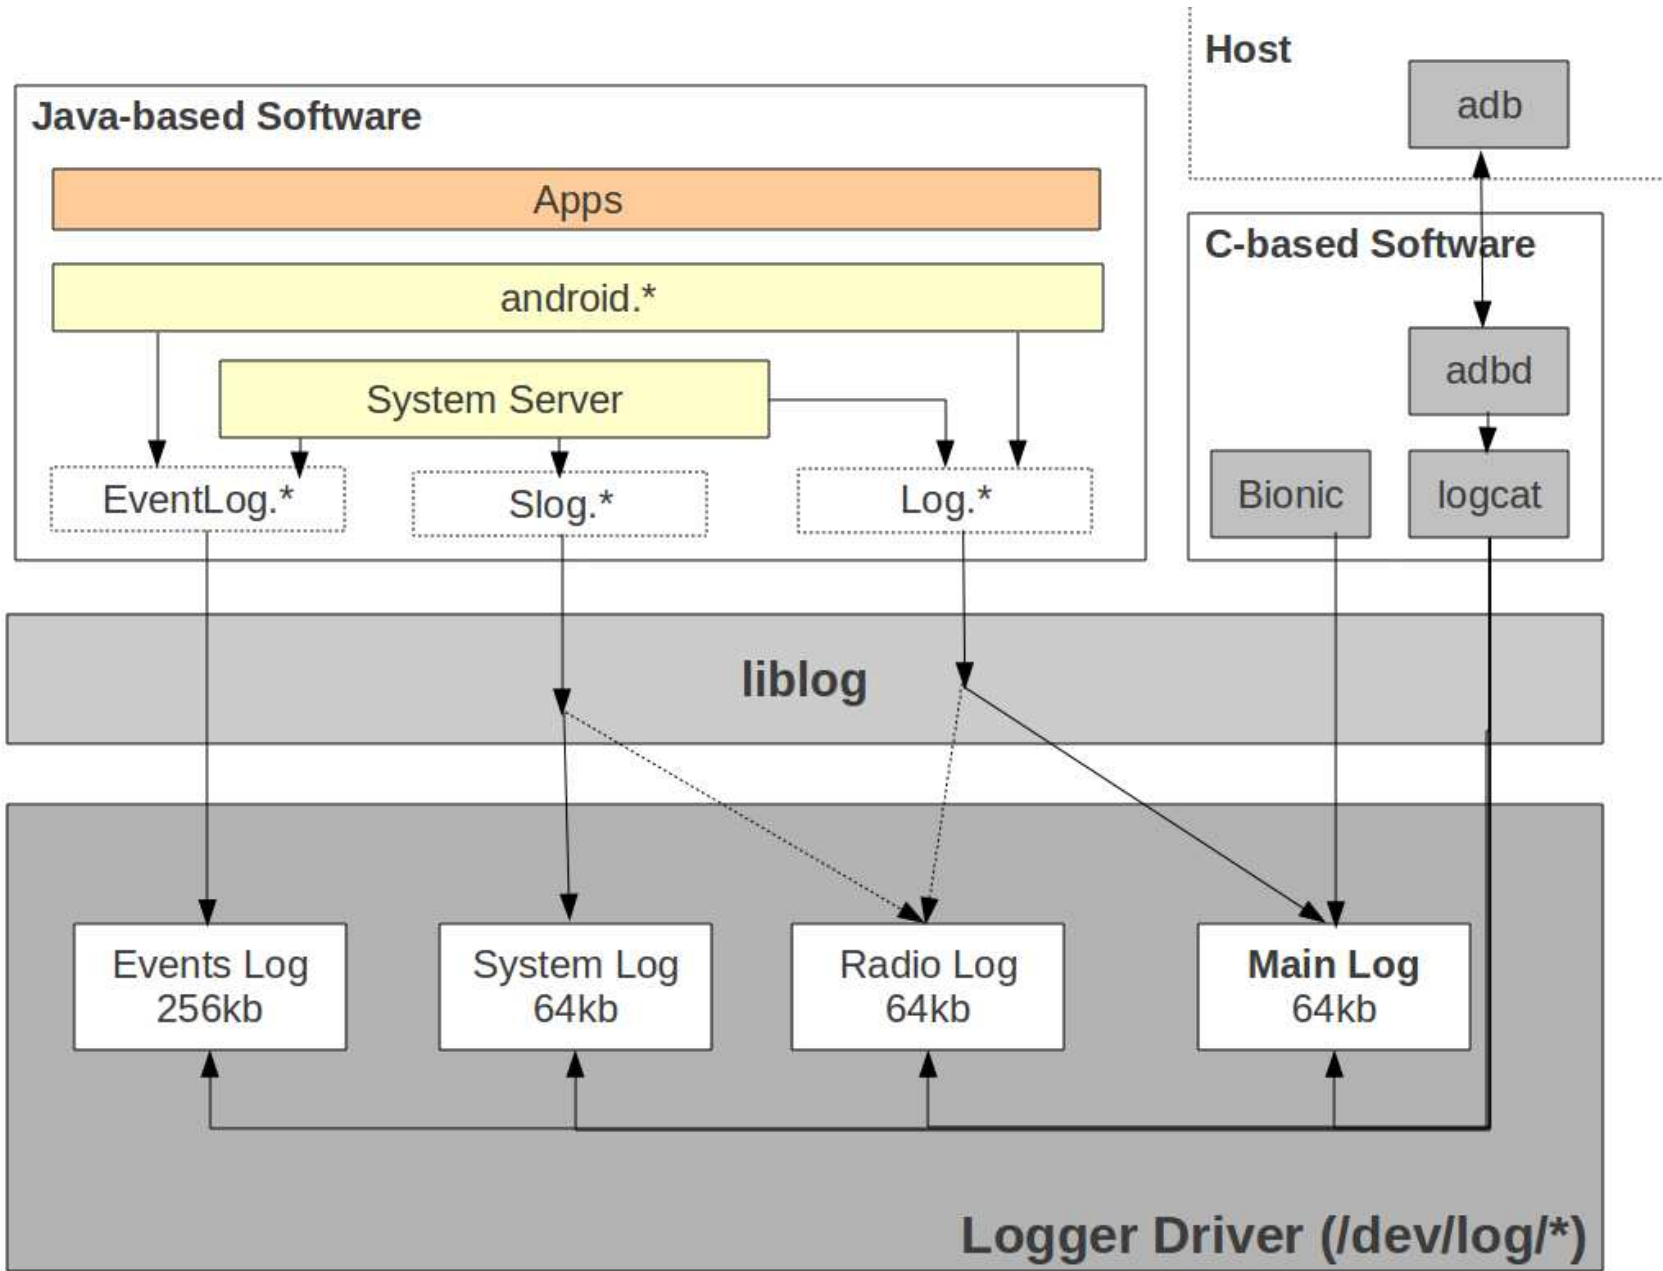 Host
adb
Java-based Software
Apps
android.*
System Server
EventLog.*
Slog.*
Log.*
C-based Software
adbd
Bionic
logcat
liblog
Events Log
256kb
System Log
64kb
Radio Log
64kb
Main Log
64kb
Logger Driver (/dev/log/*)